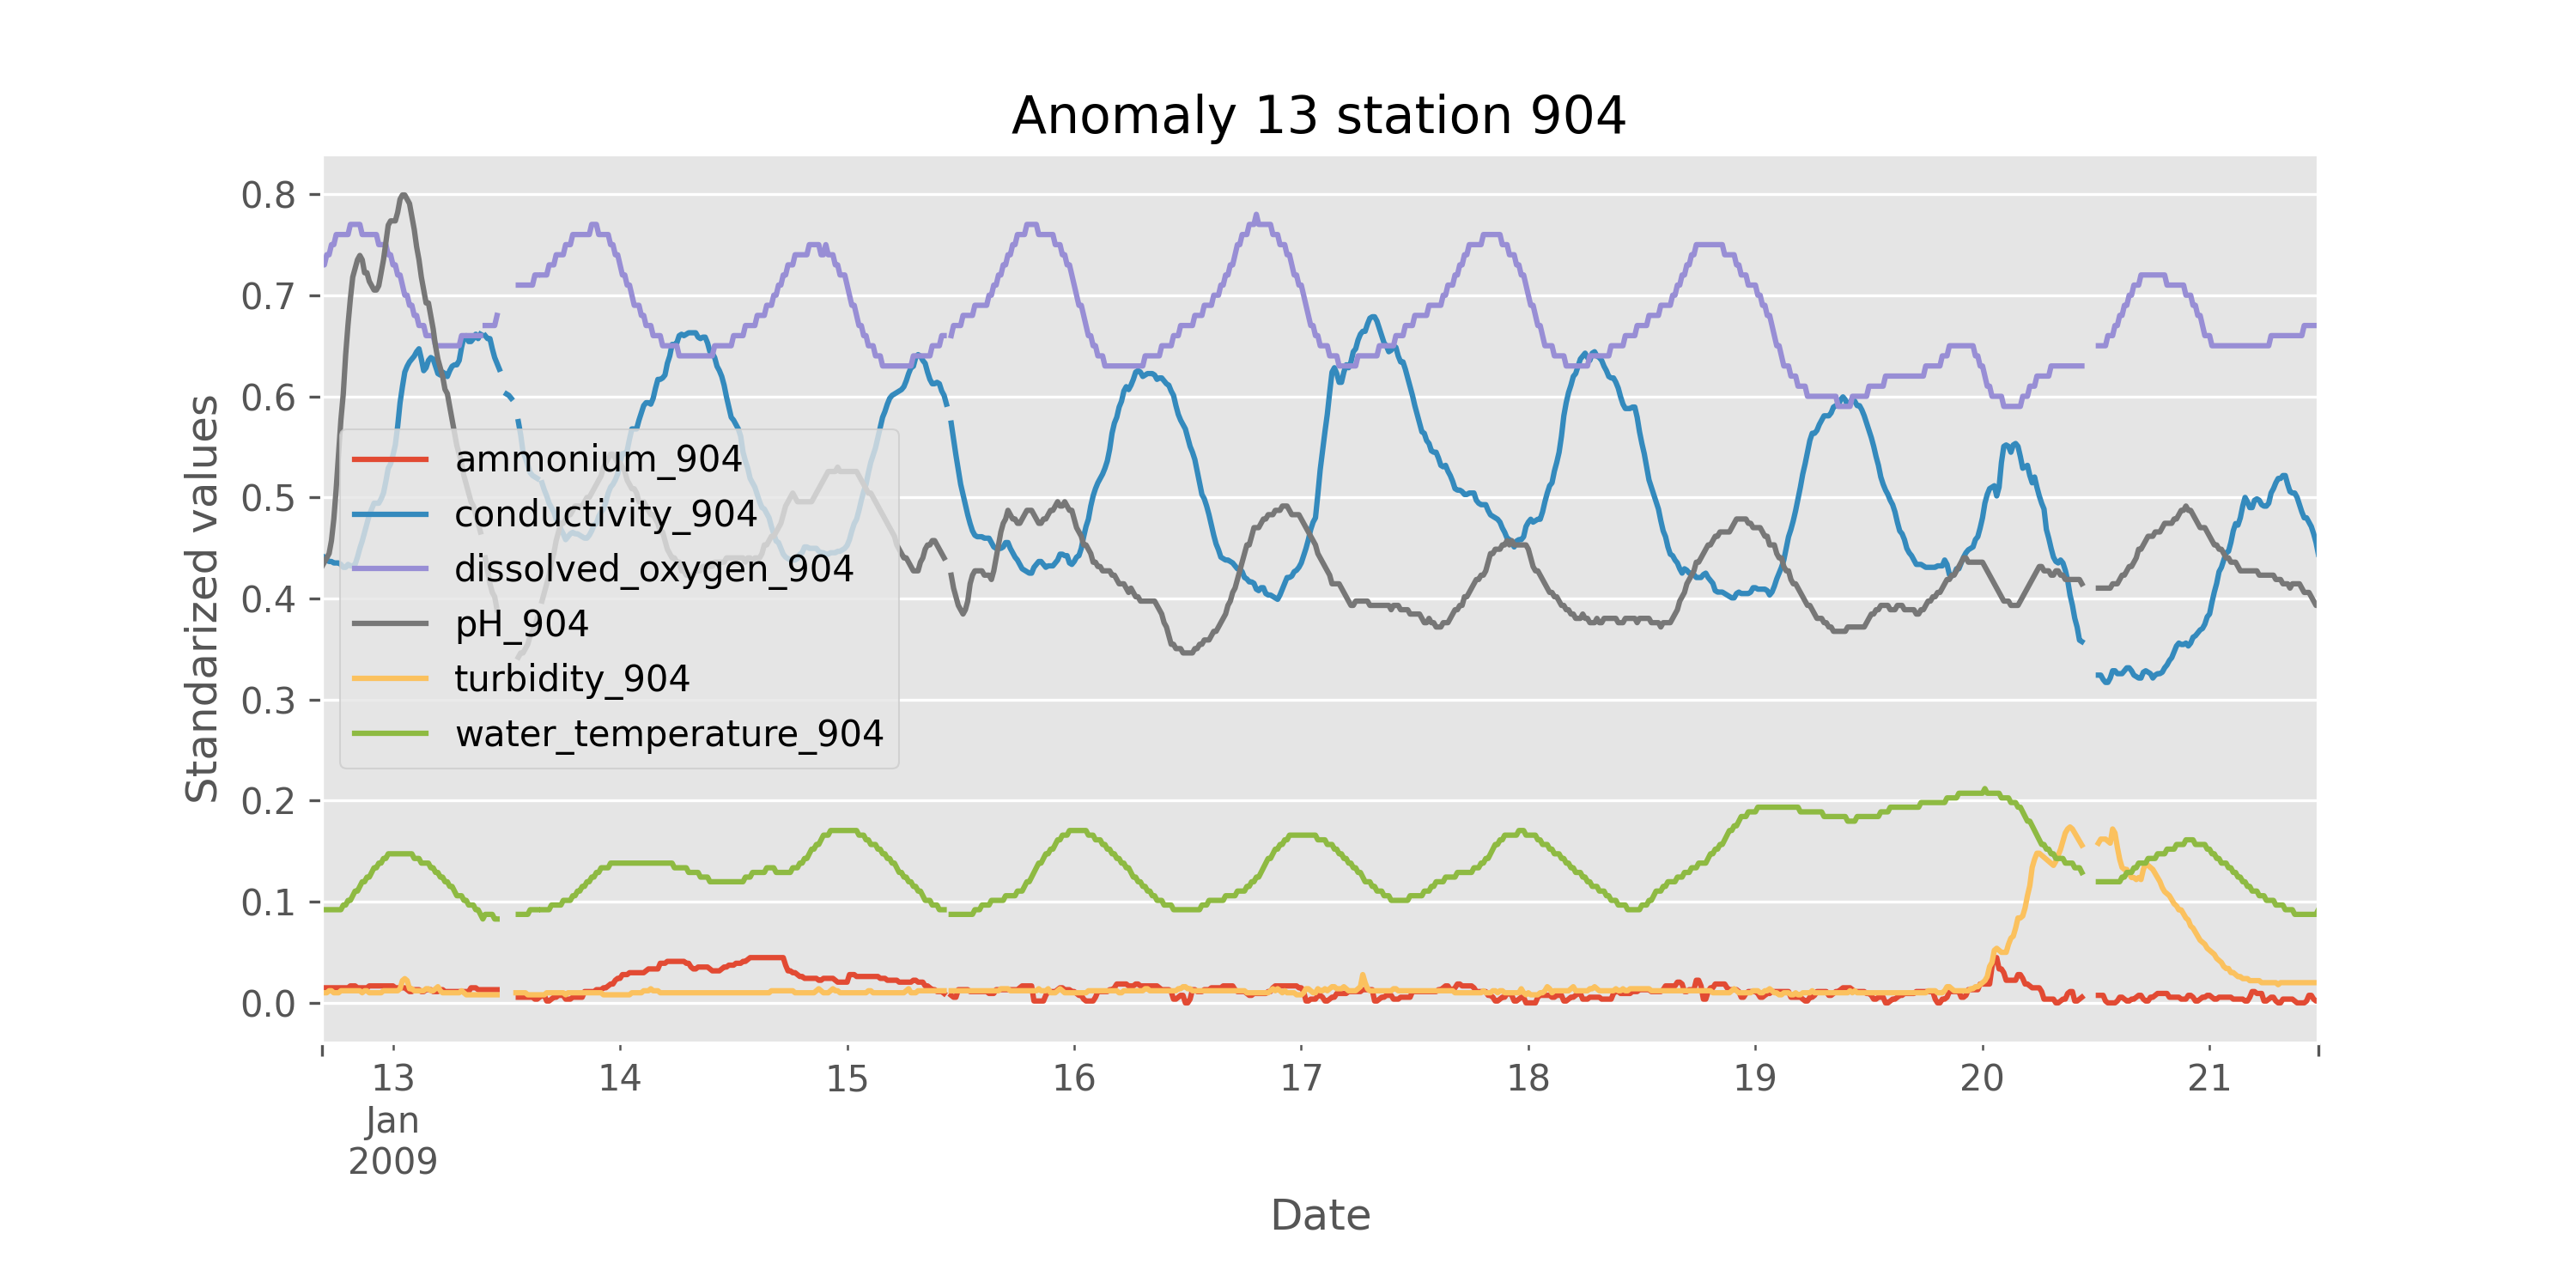 Anomaly 13 station 904
Standarized values
0.8
0.7
0.6
0.5
0.4
0.3
0.2
0.1
0.0
ammonium_904
conductivity_904
dissolved_oxygen_904
pH_904
turbidity_904
water_temperature_904
13 14 15 16 17 18 19 20 21
Jan
2009
Date